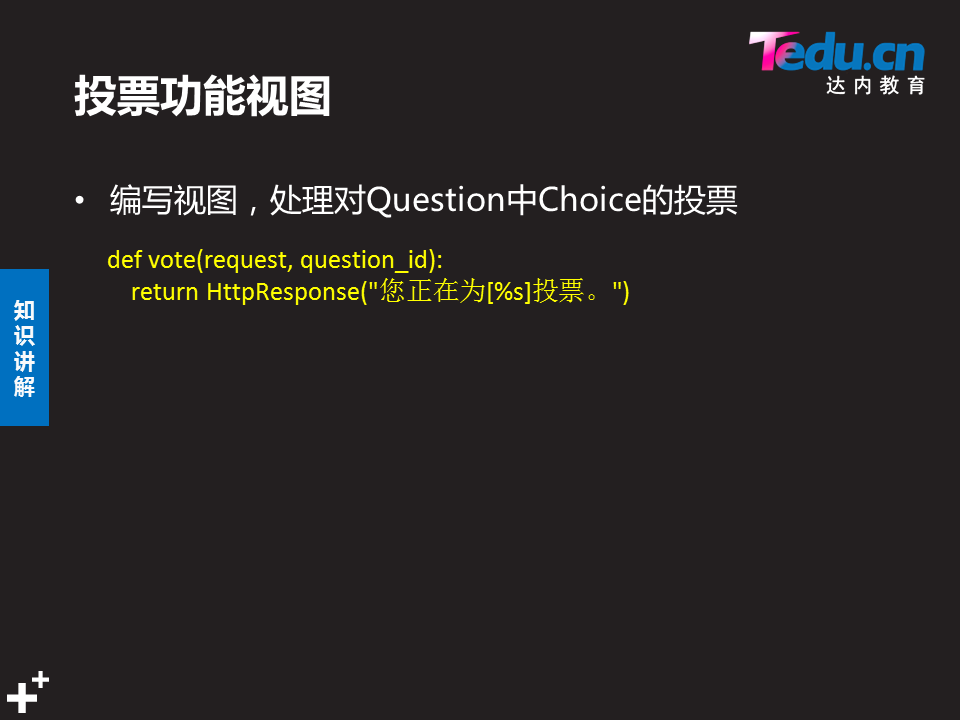 Tedu.cn
达内教育
投票功能视图
• 编写视图，处理对Question中Choice的投票
def vote(request, question_id):
return HttpResponse("您正在为[%s]投票。")
知
识
讲
解